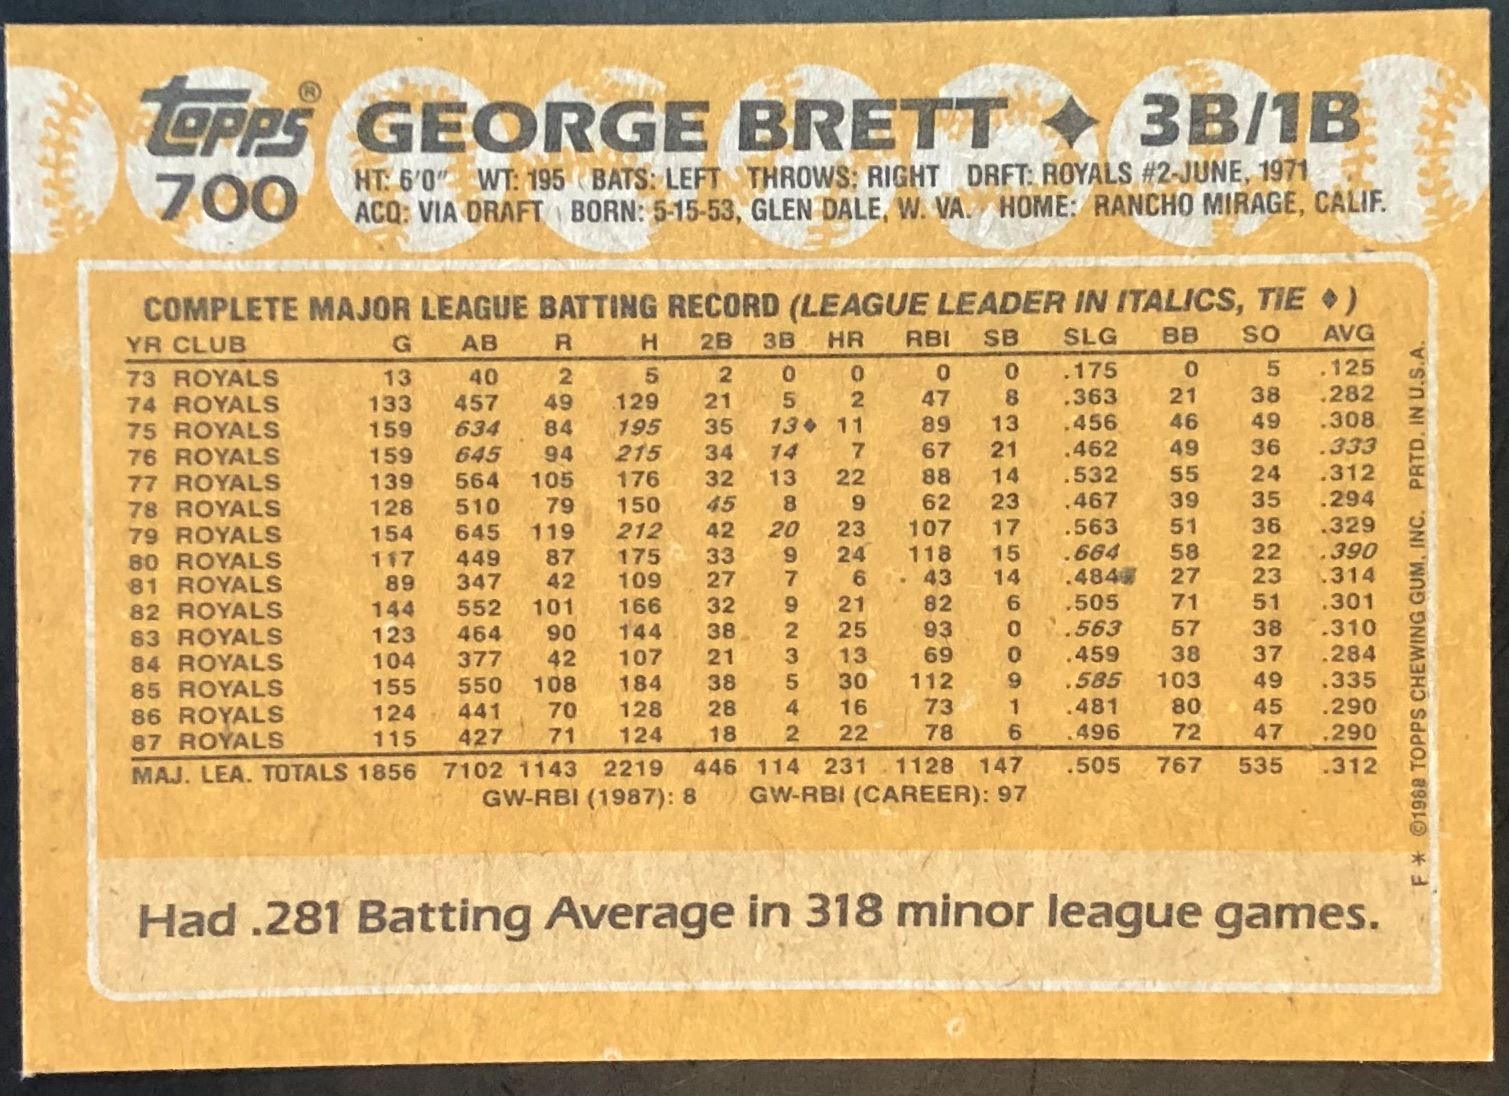 topps® GEORGE BRETT ✦ 3B/1B
700
HT: 6'0" WT: 195 BATS: LEFT THROWS: RIGHT DRFT: ROYALS #2-JUNE, 1971
ACQ: VIA DRAFT BORN: 5-15-53, GLEN DALE, W. VA. HOME: RANCHO MIRAGE, CALIF.
COMPLETE MAJOR LEAGUE BATTING RECORD (LEAGUE LEADER IN ITALICS, TIE ♦)
YR CLUB G AB R H 2B 3B HR RBI SB SLG BB SO AVG
73 ROYALS 13 40 2 5 2 0 0 0 0 .175 0 5 .125
74 ROYALS 133 457 49 129 21 5 2 47 8 .363 21 38 .282
75 ROYALS 159 634 84 195 35 13♦ 11 89 13 .456 46 49 .308
76 ROYALS 159 645 94 215 34 14 7 67 21 .462 49 36 .333
77 ROYALS 139 564 105 176 32 13 22 88 14 .532 55 24 .312
78 ROYALS 128 510 79 150 45 8 9 62 23 .467 39 35 .294
79 ROYALS 154 645 119 212 42 20 23 107 17 .563 51 36 .329
80 ROYALS 117 449 87 175 33 9 24 118 15 .664 58 22 .390
81 ROYALS 89 347 42 109 27 7 6 43 14 .484 27 23 .314
82 ROYALS 144 552 101 166 32 9 21 82 6 .505 71 51 .301
83 ROYALS 123 464 90 144 38 2 25 93 0 .563 57 38 .310
84 ROYALS 104 377 42 107 21 3 13 69 0 .459 38 37 .284
85 ROYALS 155 550 108 184 38 5 30 112 9 .585 103 49 .335
86 ROYALS 124 441 70 128 28 4 16 73 1 .481 80 45 .290
87 ROYALS 115 427 71 124 18 2 22 78 6 .496 72 47 .290
MAJ. LEA. TOTALS 1856 7102 1143 2219 446 114 231 1128 147 .505 767 535 .312
GW-RBI (1987): 8 GW-RBI (CAREER): 97
Had .281 Batting Average in 318 minor league games.
F * ©1988 TOPPS CHEWING GUM, INC. PRTD. IN U.S.A.